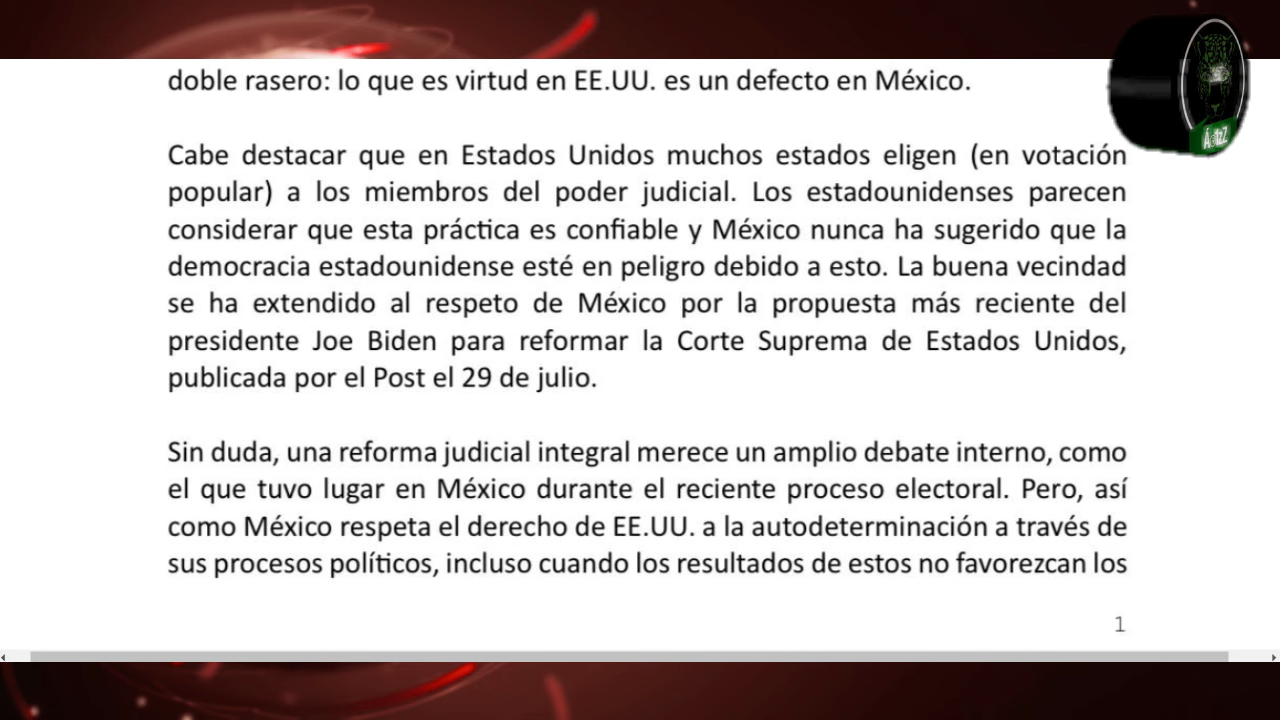 doble rasero: lo que es virtud en EE.UU. es un defecto en México.
Cabe destacar que en Estados Unidos muchos estados eligen (en votación
popular) a los miembros del poder judicial. Los estadounidenses parecen
considerar que esta práctica es confiable y México nunca ha sugerido que la
democracia estadounidense esté en peligro debido a esto. La buena vecindad
se ha extendido al respeto de México por la propuesta más reciente del
presidente Joe Biden para reformar la Corte Suprema de Estados Unidos,
publicada por el Post el 29 de julio.
Sin duda, una reforma judicial integral merece un amplio debate interno, como
el que tuvo lugar en México durante el reciente proceso electoral. Pero, así
como México respeta el derecho de EE.UU. a la autodeterminación a través de
sus procesos políticos, incluso cuando los resultados de estos no favorezcan los
1